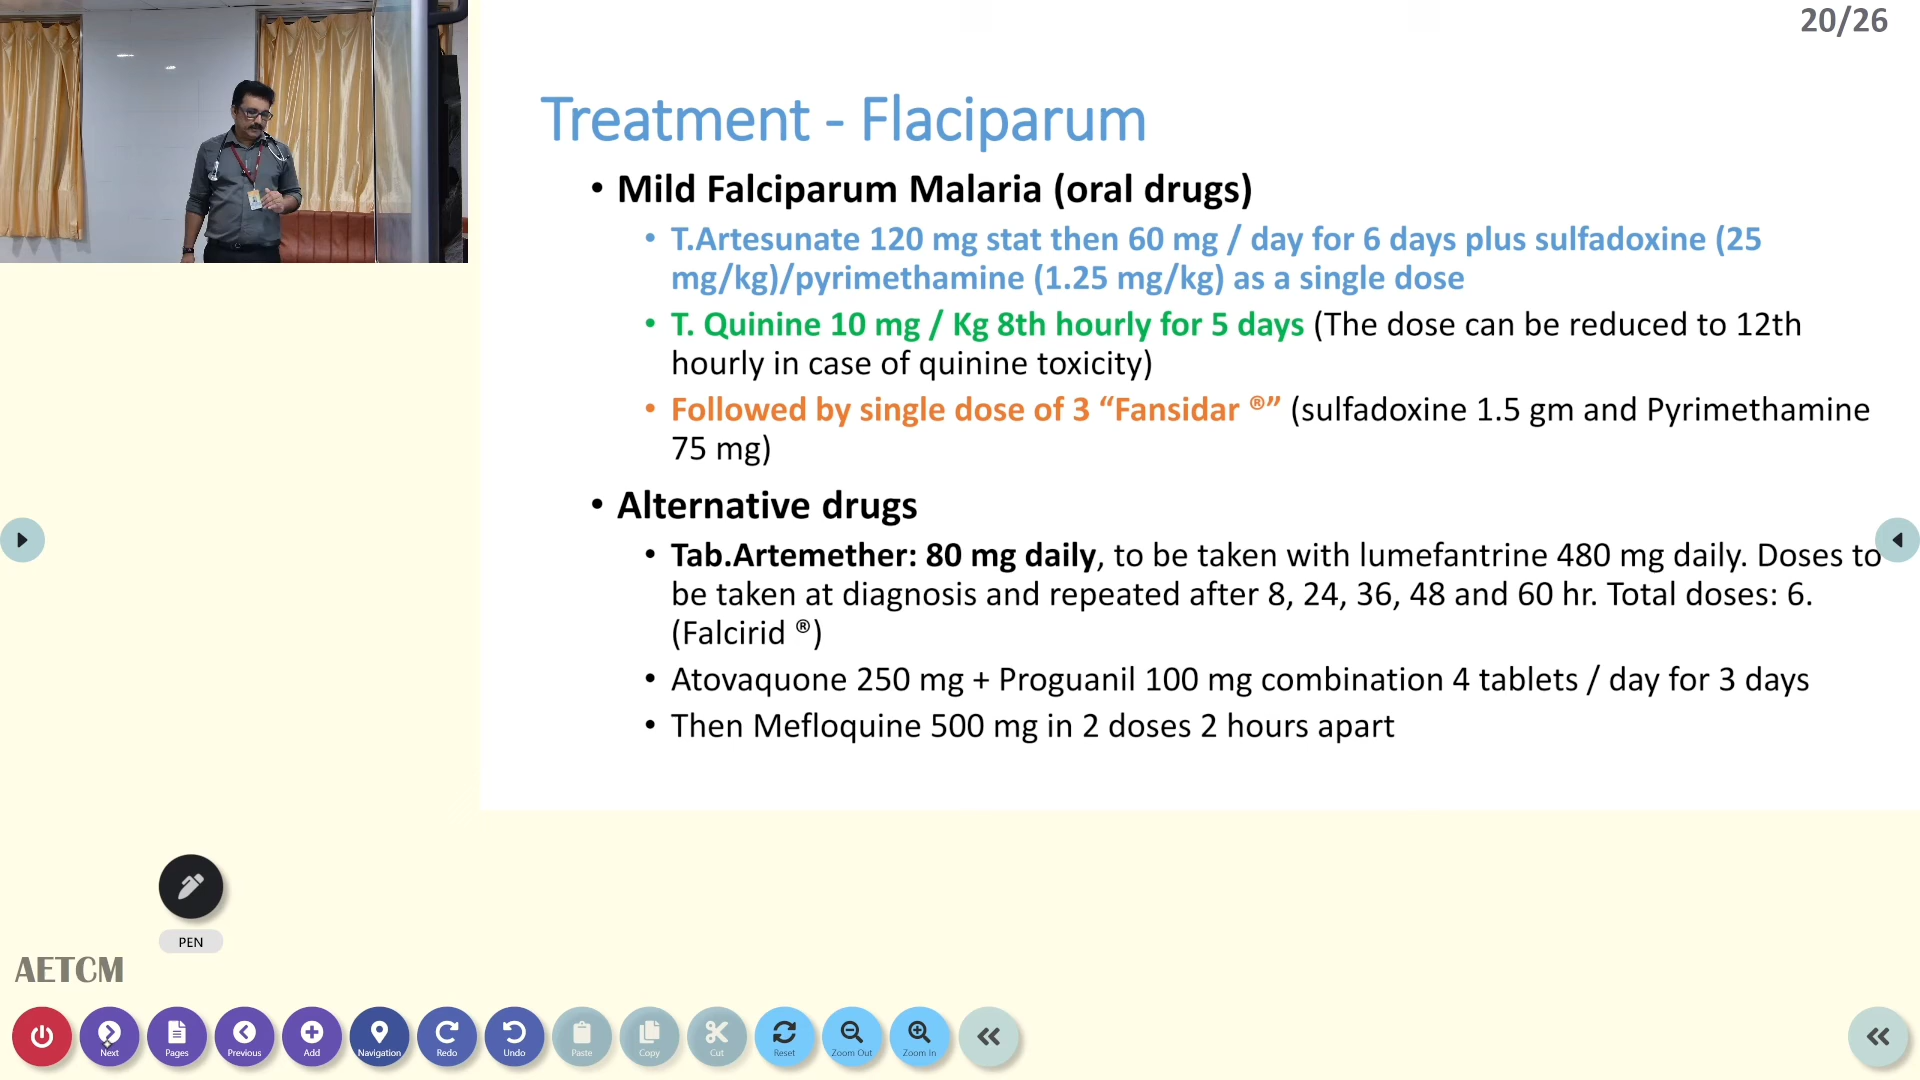 20/26
Treatment - Flaciparum
• Mild Falciparum Malaria (oral drugs)
• T.Artesunate 120 mg stat then 60 mg / day for 6 days plus sulfadoxine (25
mg/kg)/pyrimethamine (1.25 mg/kg) as a single dose
• T. Quinine 10 mg / Kg 8th hourly for 5 days (The dose can be reduced to 12th
hourly in case of quinine toxicity)
• Followed by single dose of 3 “Fansidar ®” (sulfadoxine 1.5 gm and Pyrimethamine
75 mg)
• Alternative drugs
• Tab.Artemether: 80 mg daily, to be taken with lumefantrine 480 mg daily. Doses to
be taken at diagnosis and repeated after 8, 24, 36, 48 and 60 hr. Total doses: 6.
(Falcirid ®)
• Atovaquone 250 mg + Proguanil 100 mg combination 4 tablets / day for 3 days
• Then Mefloquine 500 mg in 2 doses 2 hours apart
PEN
AETCM
Next Pages Previous Add Navigation Redo Undo Paste Copy Cut Reset Zoom Out Zoom In